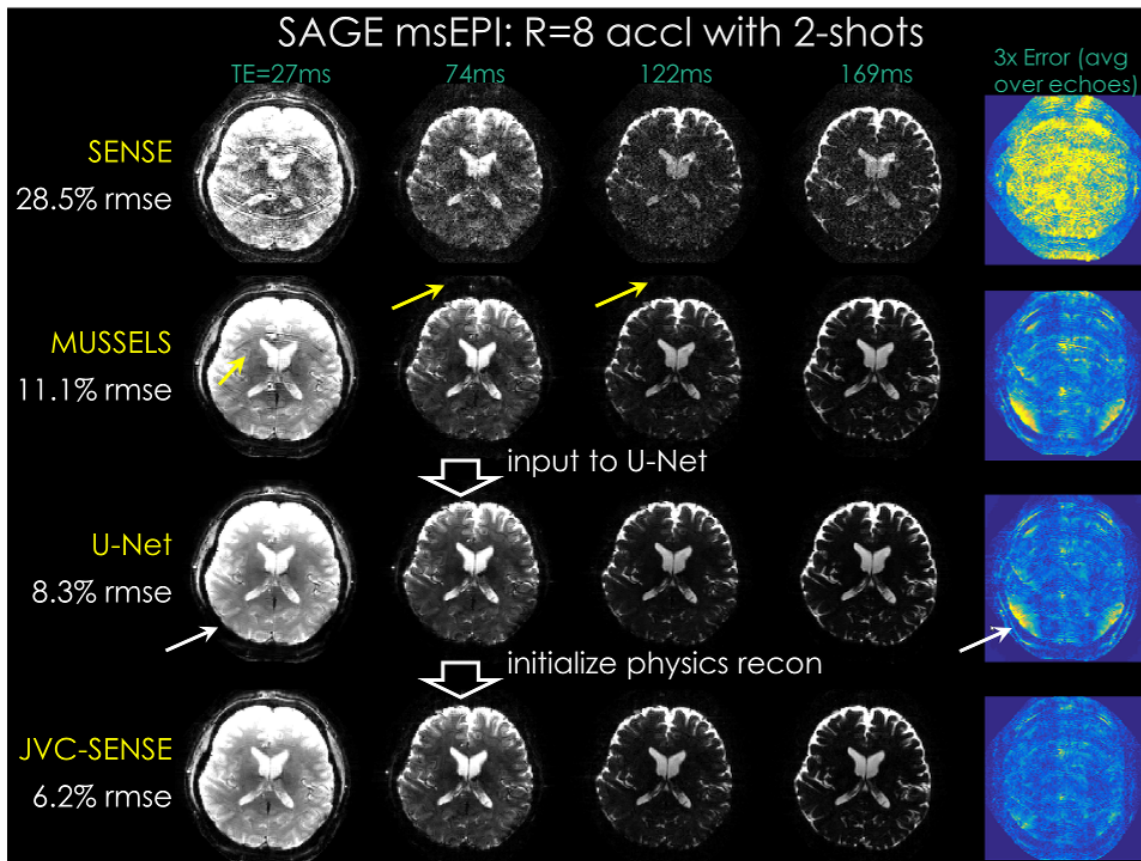 SAGE msEPI: R=8 accl with 2-shots
TE=27ms
74ms
122ms
169ms
3x Error (avg
over echoes)
SENSE
28.5% rmse
MUSSELS
11.1% rmse
input to U-Net
U-Net
8.3% rmse
initialize physics recon
JVC-SENSE
6.2% rmse